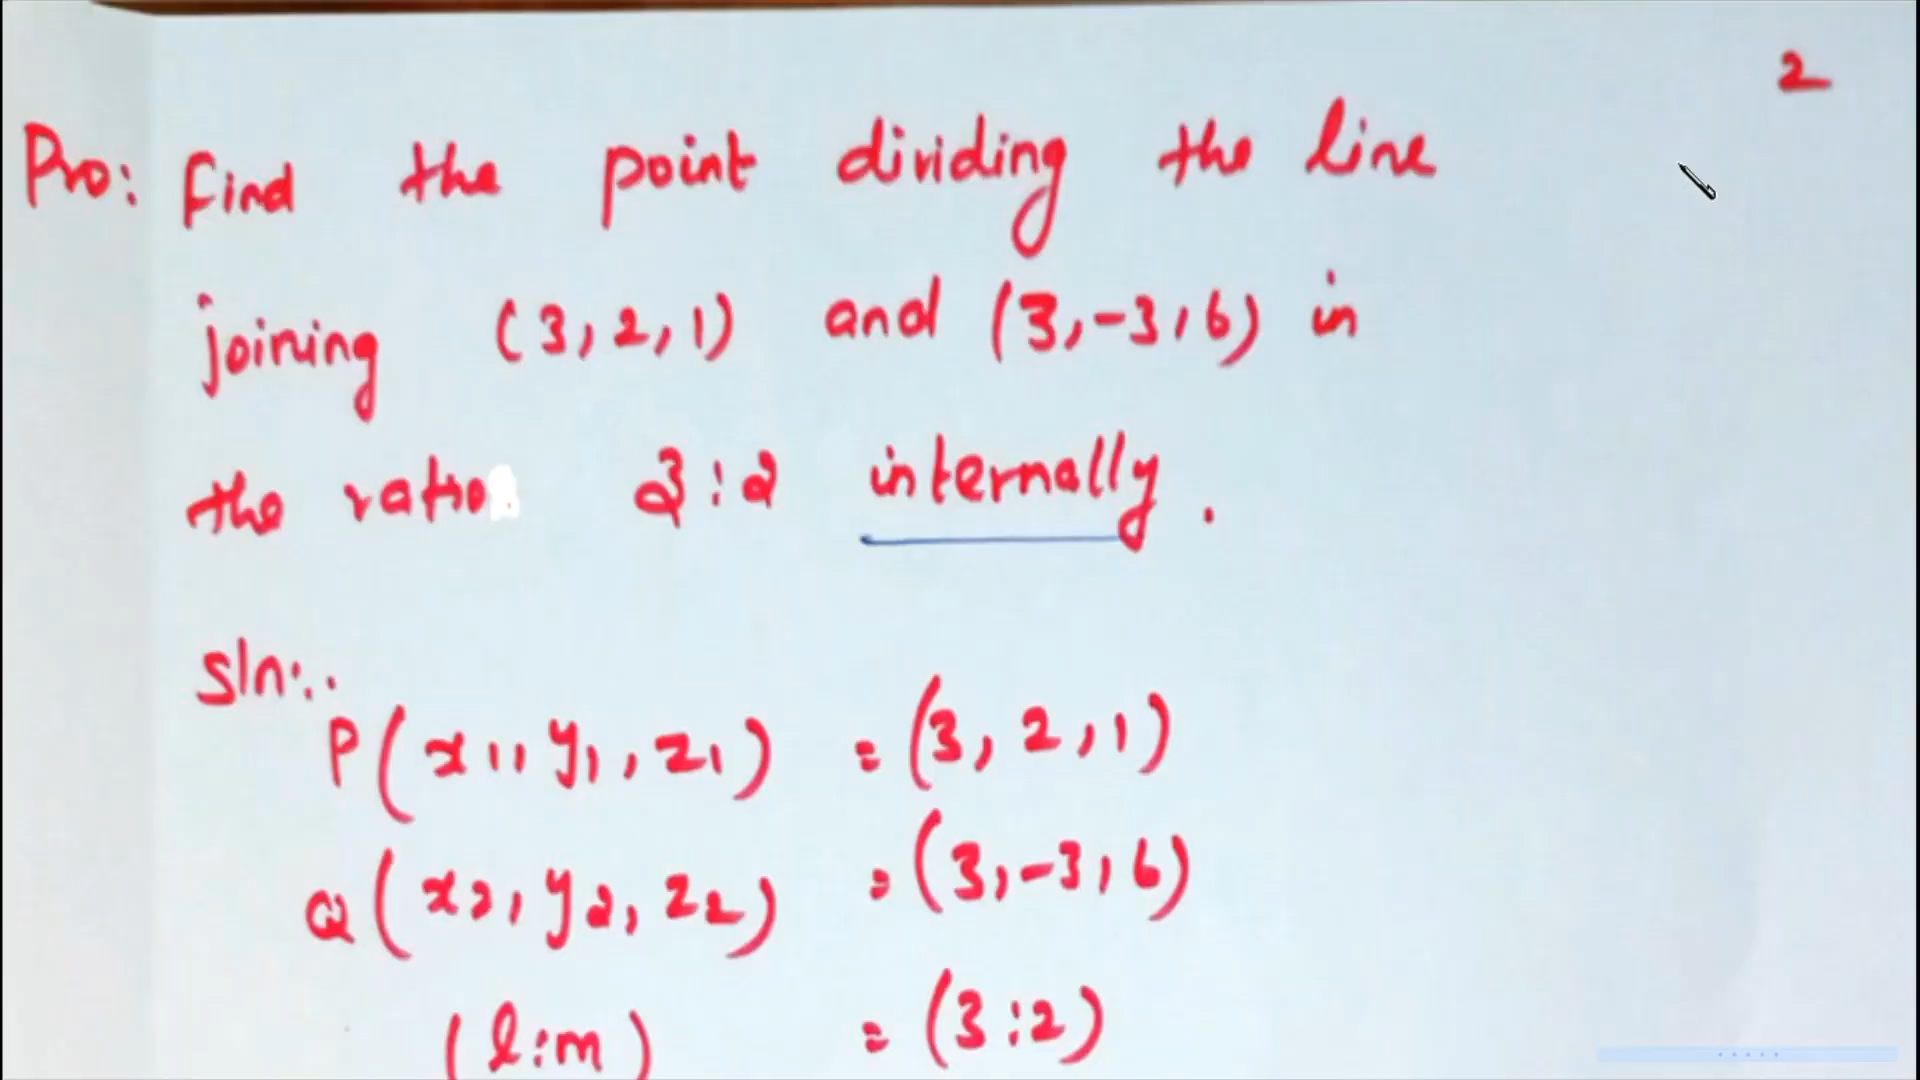 2
Pro: Find the point dividing the line
joining (3, 2, 1) and (3, -3, 6) in
the ratio 3 : 2 internally.
Sln:.
P(x1, y1, z1) = (3, 2, 1)
Q(x2, y2, z2) = (3, -3, 6)
(l:m) = (3:2)